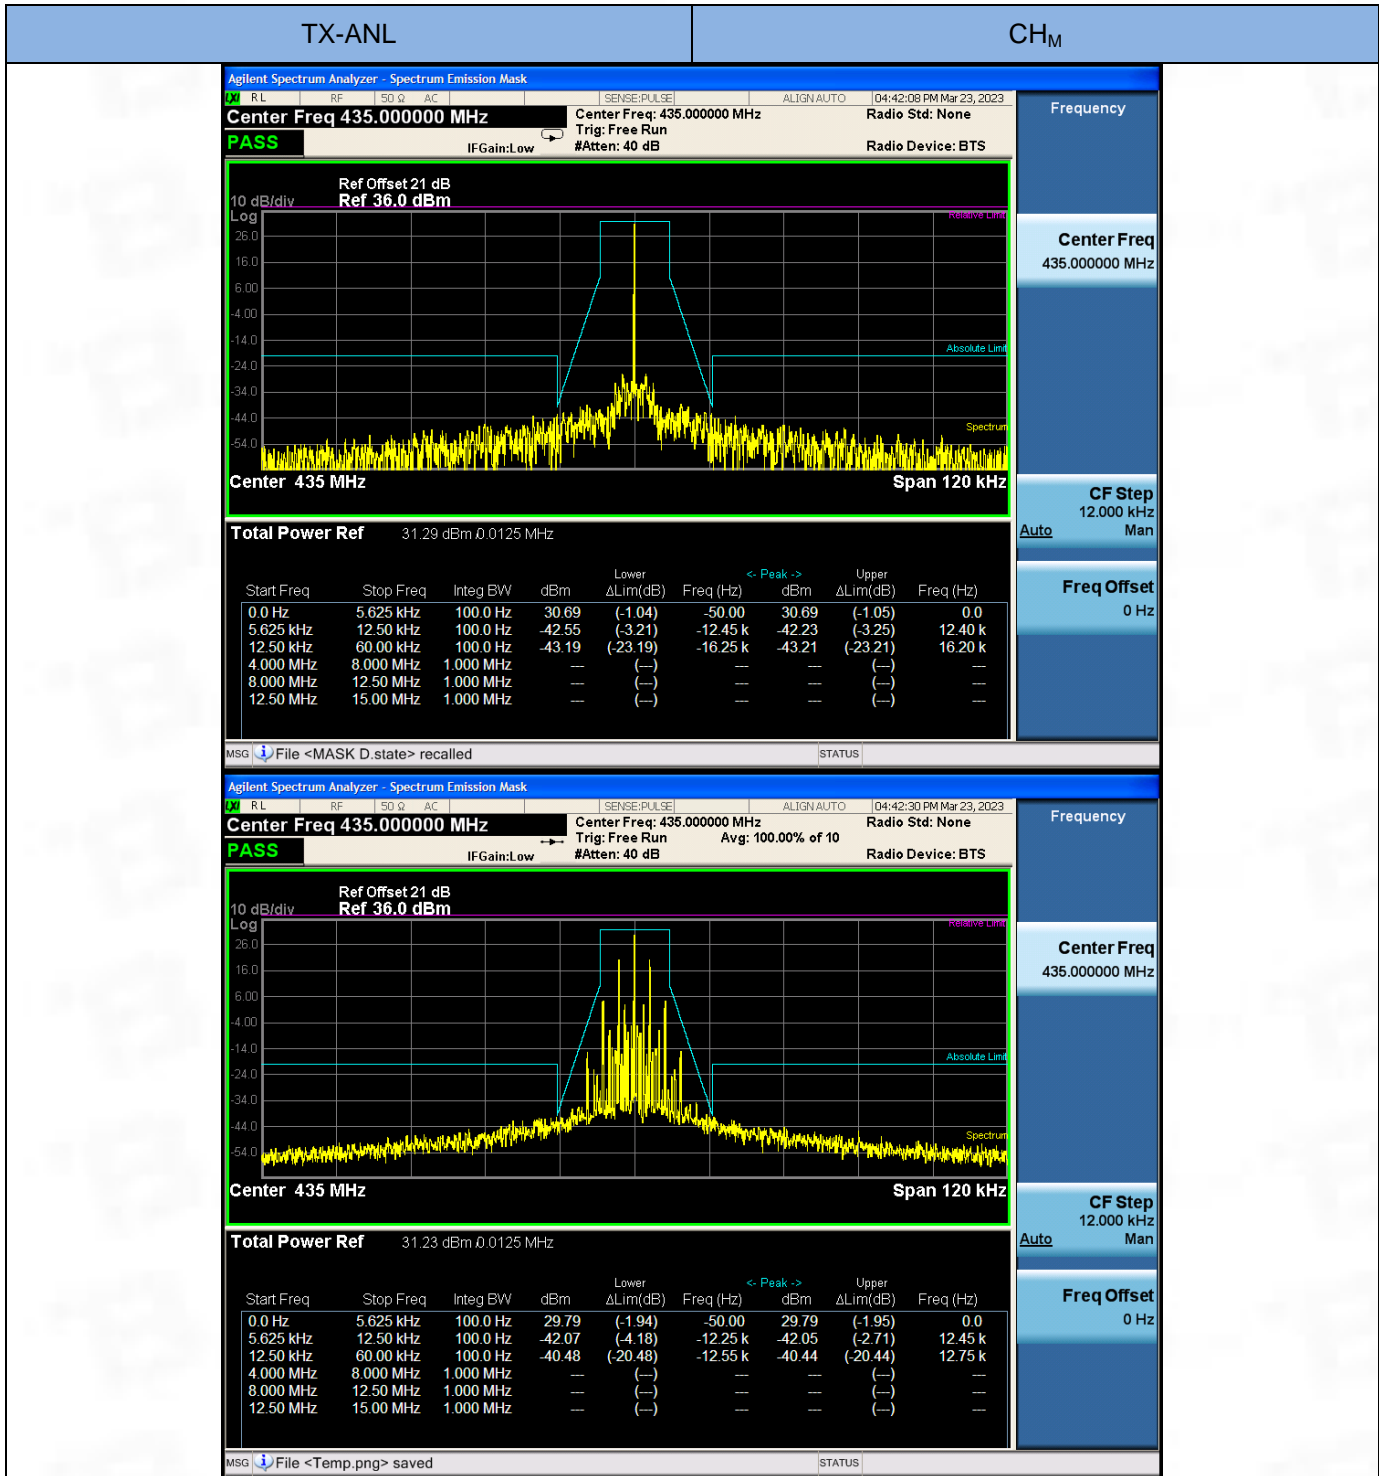 TX-ANL CHM
Agilent Spectrum Analyzer - Spectrum Emission Mask
LXI RL RF 50 Ω AC SENSE:PULSE ALIGN AUTO 04:42:08 PM Mar 23, 2023
Center Freq 435.000000 MHz Center Freq: 435.000000 MHz Radio Std: None
Trig: Free Run
PASS IFGain:Low #Atten: 40 dB Radio Device: BTS
Frequency
Ref Offset 21 dB
10 dB/div Ref 36.0 dBm
Log
Relative Limit
26.0
16.0
6.00
-4.00
-14.0
Absolute Limit
-24.0
-34.0
-44.0
Spectrum
-54.0
Center 435 MHz Span 120 kHz
Center Freq
435.000000 MHz
CF Step
12.000 kHz
Auto Man
Freq Offset
0 Hz
Total Power Ref 31.29 dBm / 0.0125 MHz
Lower <- Peak -> Upper
Start Freq Stop Freq Integ BW dBm ΔLim(dB) Freq (Hz) dBm ΔLim(dB) Freq (Hz)
0.0 Hz 5.625 kHz 100.0 Hz 30.69 (-1.04) -50.00 30.69 (-1.05) 0.0
5.625 kHz 12.50 kHz 100.0 Hz -42.55 (-3.21) -12.45 k -42.23 (-3.25) 12.40 k
12.50 kHz 60.00 kHz 100.0 Hz -43.19 (-23.19) -16.25 k -43.21 (-23.21) 16.20 k
4.000 MHz 8.000 MHz 1.000 MHz --- (---) --- --- (---) ---
8.000 MHz 12.50 MHz 1.000 MHz --- (---) --- --- (---) ---
12.50 MHz 15.00 MHz 1.000 MHz --- (---) --- --- (---) ---
MSG File <MASK D.state> recalled STATUS
Agilent Spectrum Analyzer - Spectrum Emission Mask
LXI RL RF 50 Ω AC SENSE:PULSE ALIGN AUTO 04:42:30 PM Mar 23, 2023
Center Freq 435.000000 MHz Center Freq: 435.000000 MHz Radio Std: None
Trig: Free Run Avg: 100.00% of 10
PASS IFGain:Low #Atten: 40 dB Radio Device: BTS
Frequency
Ref Offset 21 dB
10 dB/div Ref 36.0 dBm
Log
Relative Limit
26.0
16.0
6.00
-4.00
-14.0
Absolute Limit
-24.0
-34.0
-44.0
Spectrum
-54.0
Center 435 MHz Span 120 kHz
Center Freq
435.000000 MHz
CF Step
12.000 kHz
Auto Man
Freq Offset
0 Hz
Total Power Ref 31.23 dBm / 0.0125 MHz
Lower <- Peak -> Upper
Start Freq Stop Freq Integ BW dBm ΔLim(dB) Freq (Hz) dBm ΔLim(dB) Freq (Hz)
0.0 Hz 5.625 kHz 100.0 Hz 29.79 (-1.94) -50.00 29.79 (-1.95) 0.0
5.625 kHz 12.50 kHz 100.0 Hz -42.07 (-4.18) -12.25 k -42.05 (-2.71) 12.45 k
12.50 kHz 60.00 kHz 100.0 Hz -40.48 (-20.48) -12.55 k -40.44 (-20.44) 12.75 k
4.000 MHz 8.000 MHz 1.000 MHz --- (---) --- --- (---) ---
8.000 MHz 12.50 MHz 1.000 MHz --- (---) --- --- (---) ---
12.50 MHz 15.00 MHz 1.000 MHz --- (---) --- --- (---) ---
MSG File <Temp.png> saved STATUS